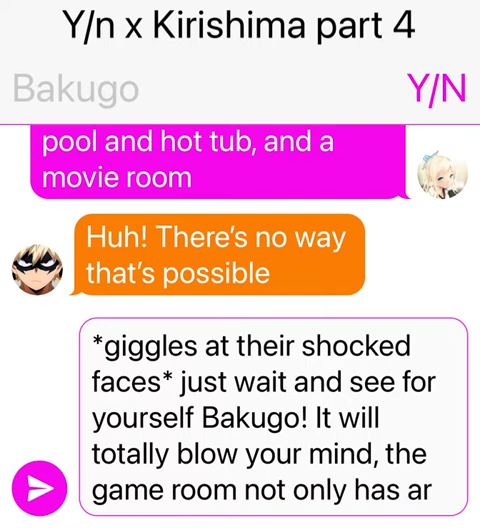 Y/n x Kirishima part 4
Bakugo
Y/N
pool and hot tub, and a
movie room
Huh! There's no way
that's possible
*giggles at their shocked
faces* just wait and see for
yourself Bakugo! It will
totally blow your mind, the
game room not only has ar